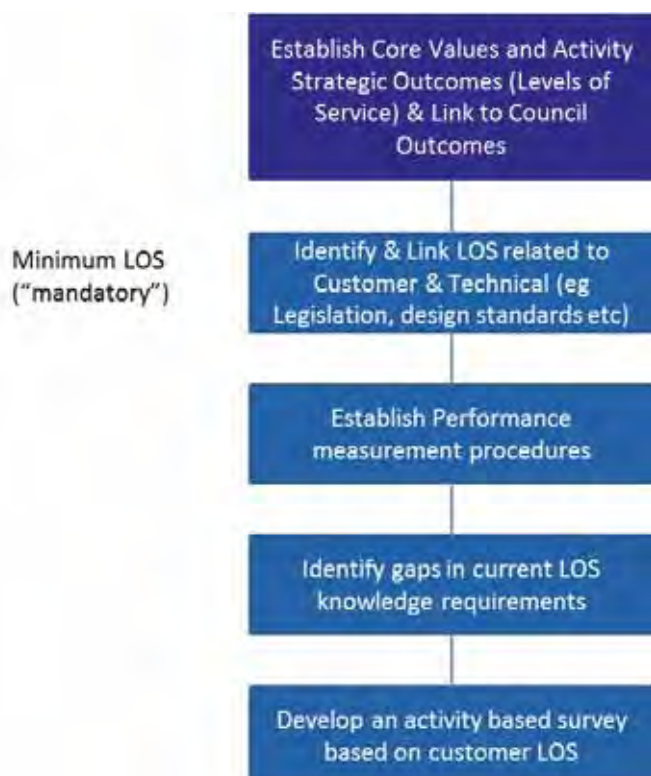 Establish Core Values and Activity
Strategic Outcomes (Levels of
Service) & Link to Council
Outcomes
Minimum LOS
(“mandatory”)
Identify & Link LOS related to
Customer & Technical (eg
Legislation, design standards etc)
Establish Performance
measurement procedures
Identify gaps in current LOS
knowledge requirements
Develop an activity based survey
based on customer LOS